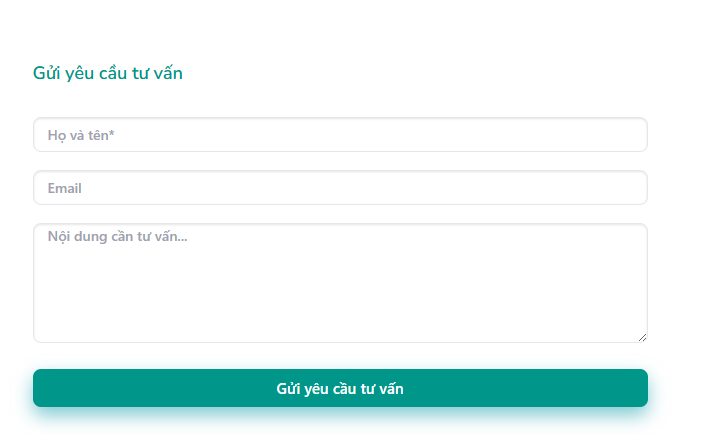 Gửi yêu cầu tư vấn
Họ và tên*
Email
Nội dung cần tư vấn...
Gửi yêu cầu tư vấn